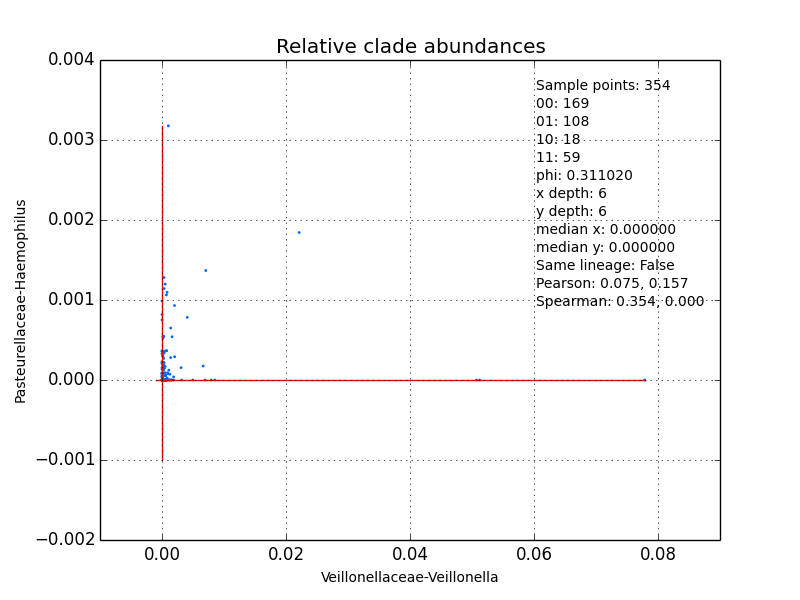 Relative clade abundances
0.004
0.003
0.002
0.001
0.000
−0.001
−0.002
Pasteurellaceae-Haemophilus
Sample points: 354
00: 169
01: 108
10: 18
11: 59
phi: 0.311020
x depth: 6
y depth: 6
median x: 0.000000
median y: 0.000000
Same lineage: False
Pearson: 0.075, 0.157
Spearman: 0.354, 0.000
0.00 0.02 0.04 0.06 0.08
Veillonellaceae-Veillonella